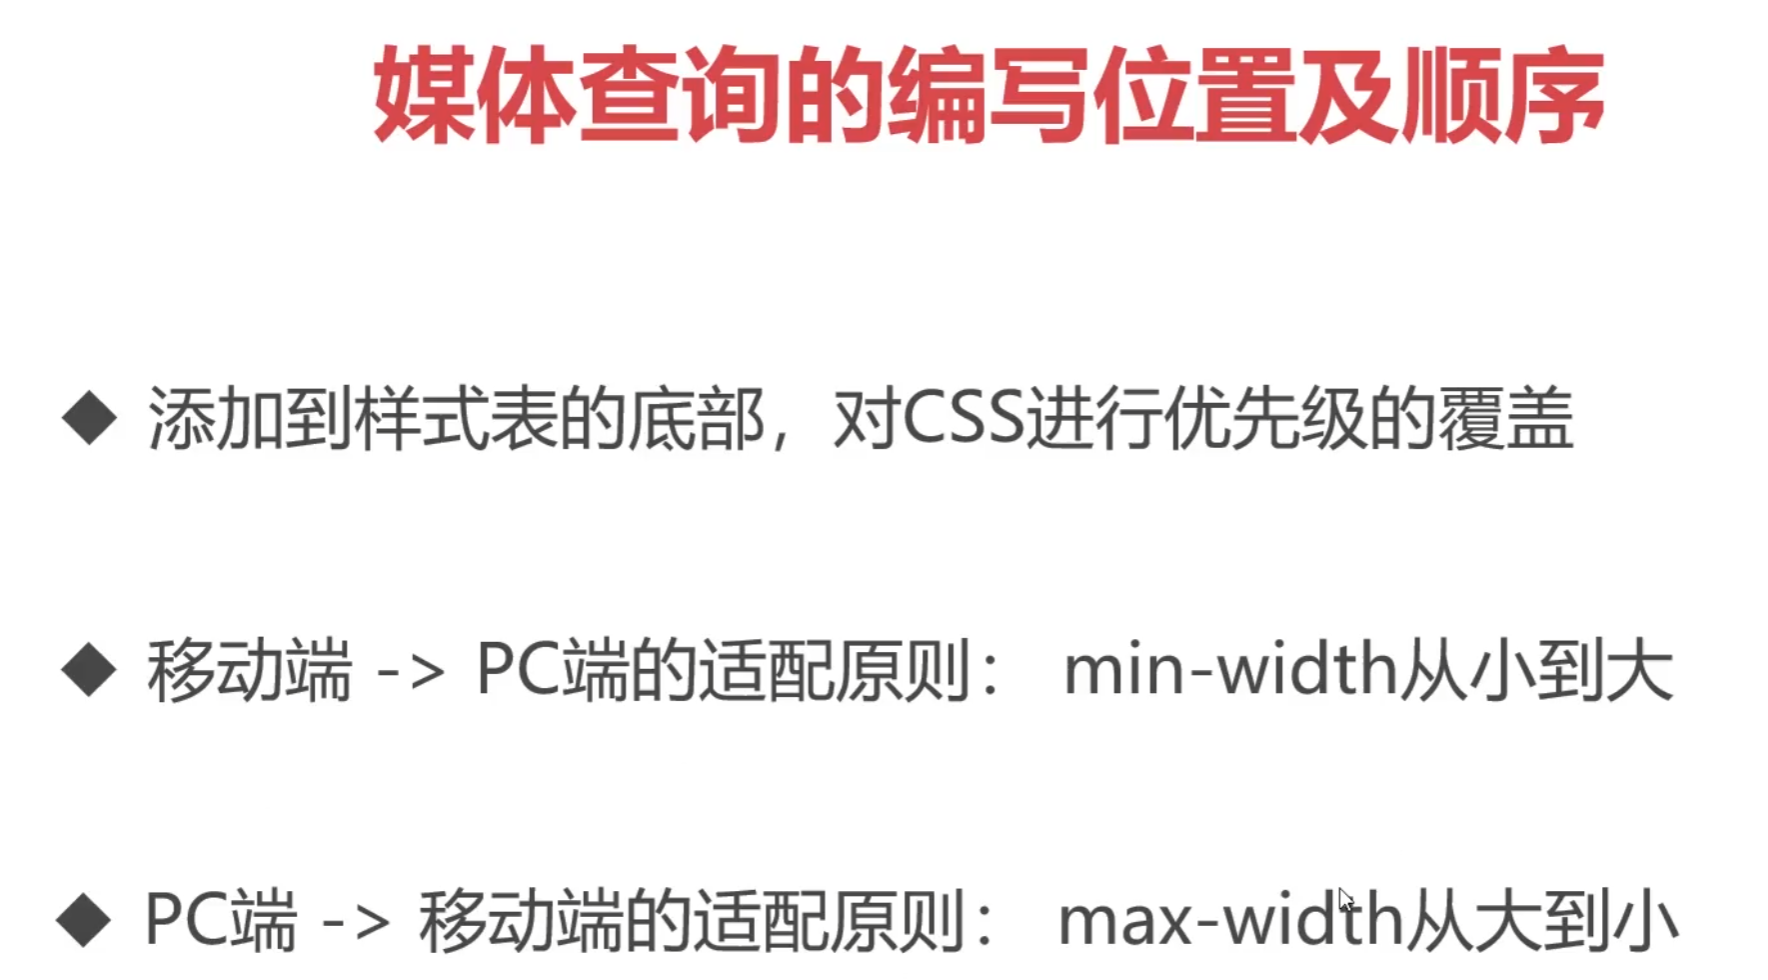 媒体查询的编写位置及顺序
◆ 添加到样式表的底部，对CSS进行优先级的覆盖
◆ 移动端 -> PC端的适配原则： min-width从小到大
◆ PC端 -> 移动端的适配原则： max-width从大到小